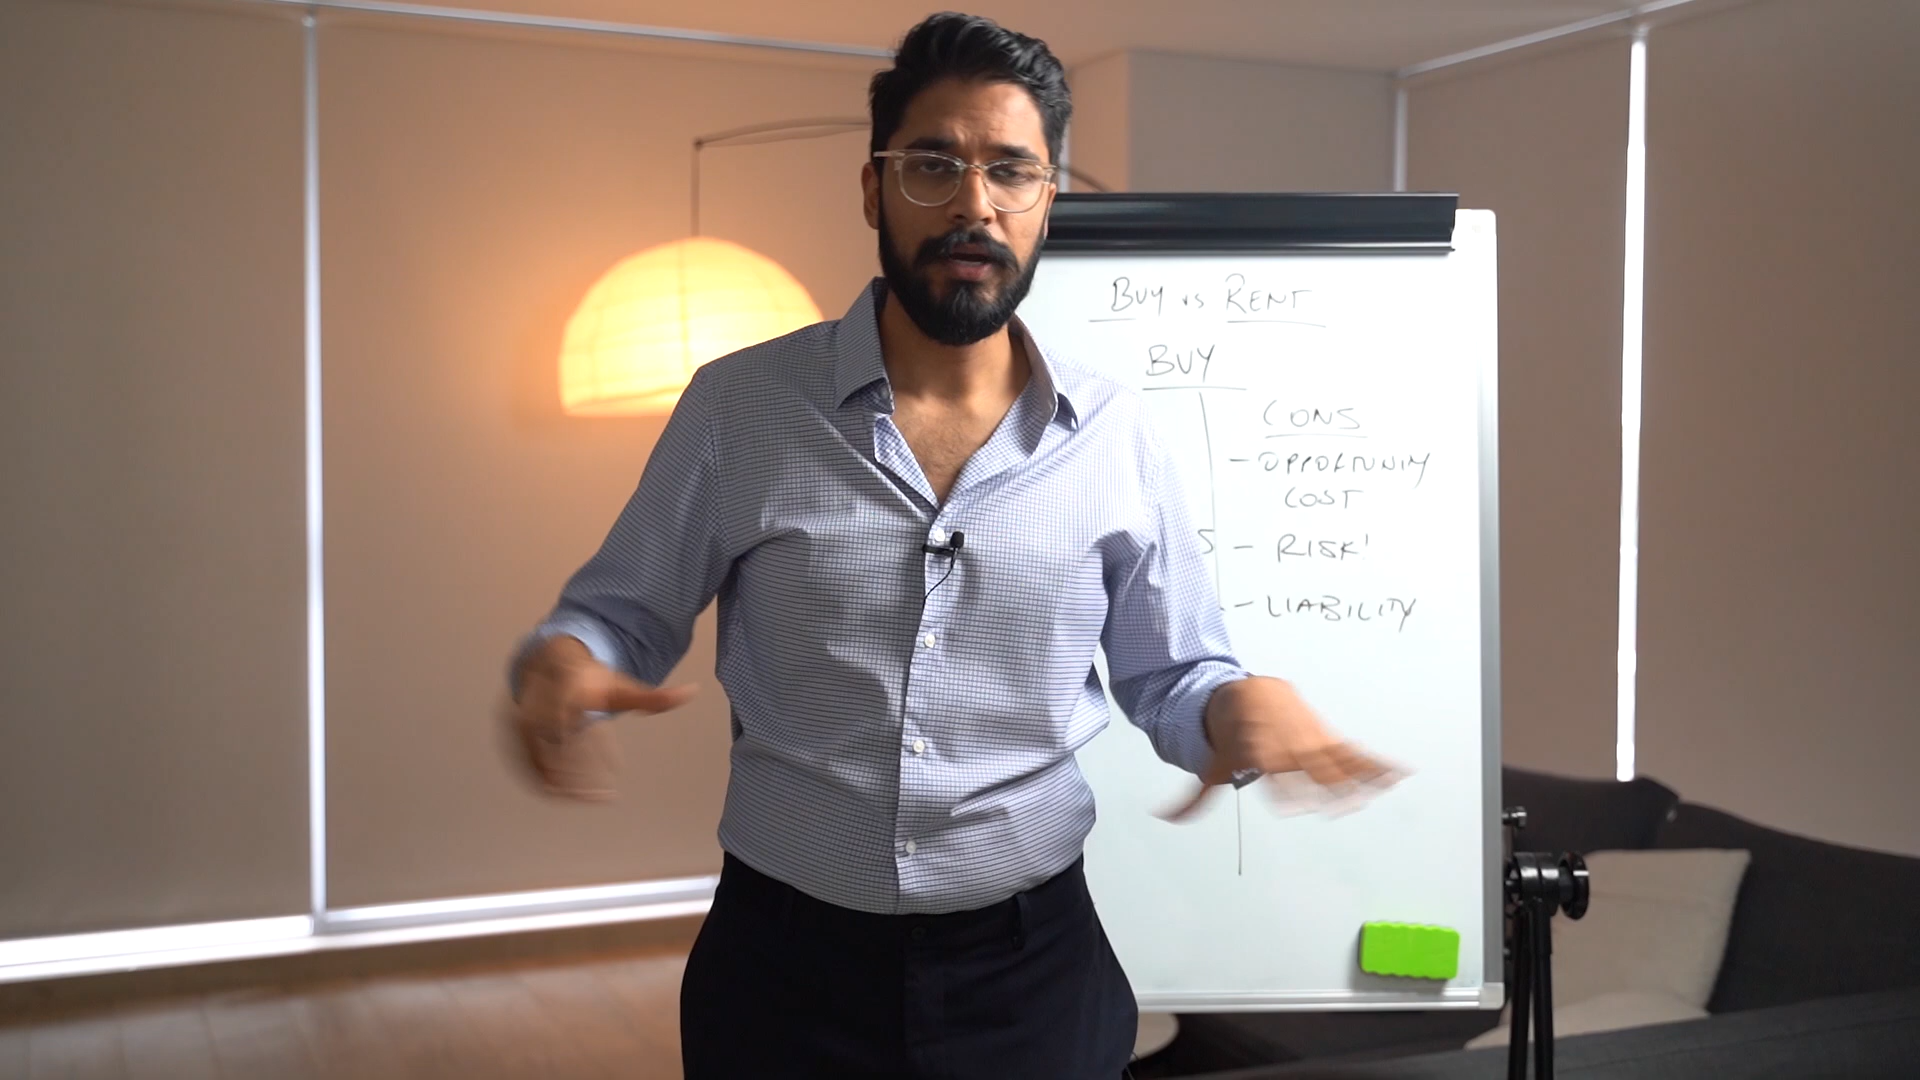 BUY vs RENT
BUY
CONS
- OPPORTUNITY
COST
S - RISK!
- LIABILITY